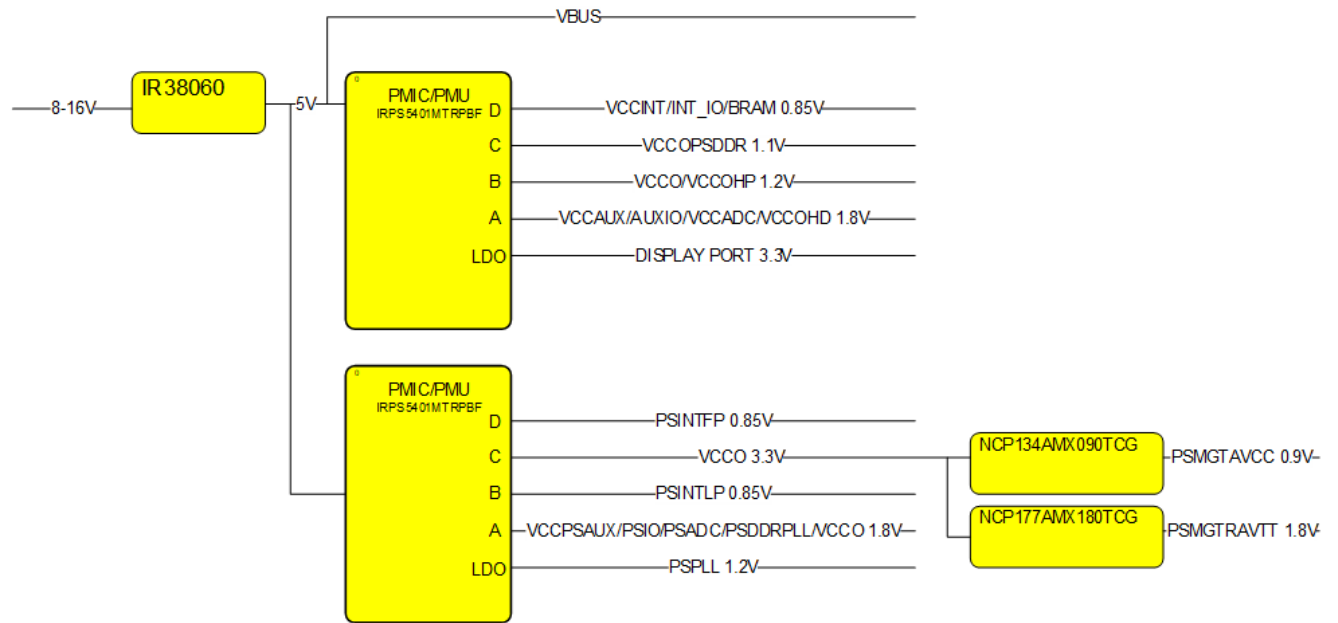 VBUS
8-16V
IR38060
5V
0
PMIC/PMU
IRPS5401MTRPBF
D
VCCINT/INT_IO/BRAM 0.85V
C
VCCOPSDDR 1.1V
B
VCCO/VCCOHP 1.2V
A
VCCAUX/AUXIO/VCCADC/VCCOHD 1.8V
LDO
DISPLAY PORT 3.3V
0
PMIC/PMU
IRPS5401MTRPBF
D
PSINTFP 0.85V
C
VCCO 3.3V
NCP134AMX090TCG
PSMGTAVCC 0.9V
B
PSINTLP 0.85V
NCP177AMX180TCG
PSMGTRAVTT 1.8V
A
VCCPSAUX/PSIO/PSADC/PSDDRPLL/VCCO 1.8V
LDO
PSPLL 1.2V